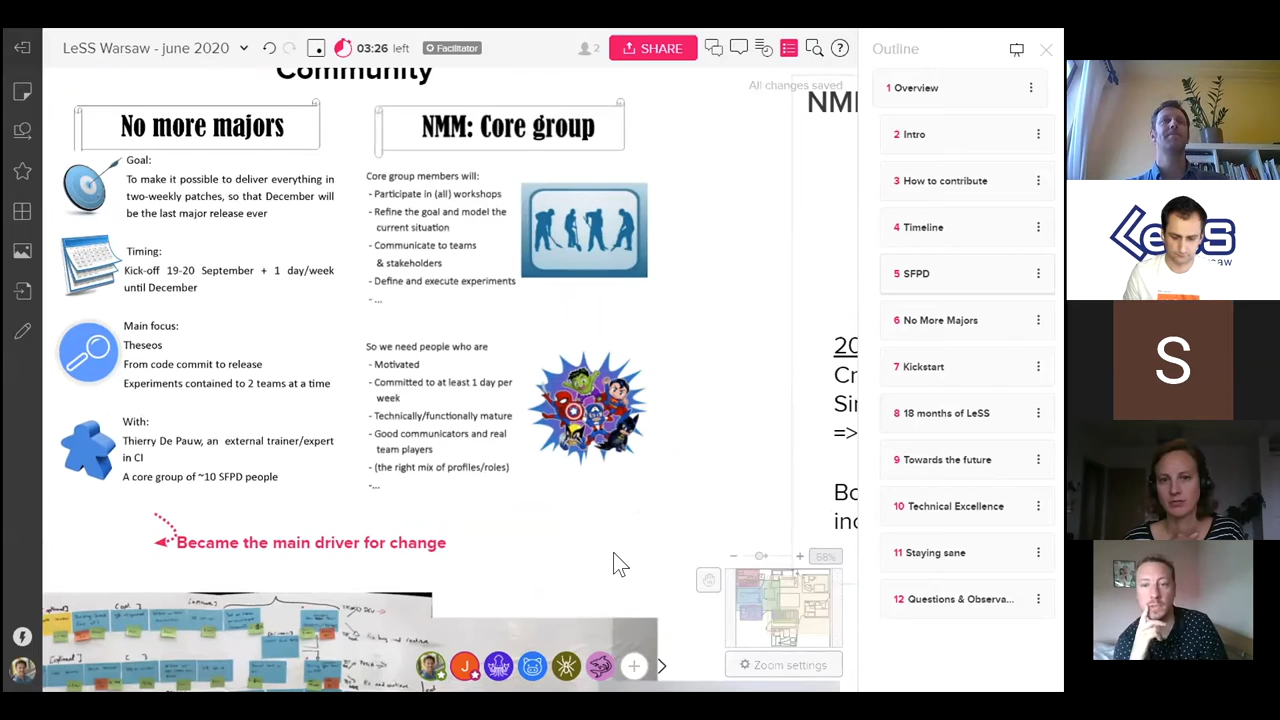 LeSS Warsaw - june 2020
03:26 left
Facilitator
2
SHARE
?
All changes saved
Community
No more majors
Goal:
To make it possible to deliver everything in
two-weekly patches, so that December will
be the last major release ever
Timing:
Kick-off 19-20 September + 1 day/week
until December
Main focus:
Theseos
From code commit to release
Experiments contained to 2 teams at a time
With:
Thierry De Pauw, an external trainer/expert
in CI
A core group of ~10 SFPD people
NMM: Core group
Core group members will:
- Participate in (all) workshops
- Refine the goal and model the
current situation
- Communicate to teams
& stakeholders
- Define and execute experiments
- ...
So we need people who are
- Motivated
- Committed to at least 1 day per
week
- Technically/functionally mature
- Good communicators and real
team players
- (the right mix of profiles/roles)
-...
Became the main driver for change
NM
20
Cr
Sir
=>
Bo
inc
68%
Zoom settings
J
Outline
1 Overview
2 Intro
3 How to contribute
4 Timeline
5 SFPD
6 No More Majors
7 Kickstart
8 18 months of LeSS
9 Towards the future
10 Technical Excellence
11 Staying sane
12 Questions & Observa...
LeSS
saw
S